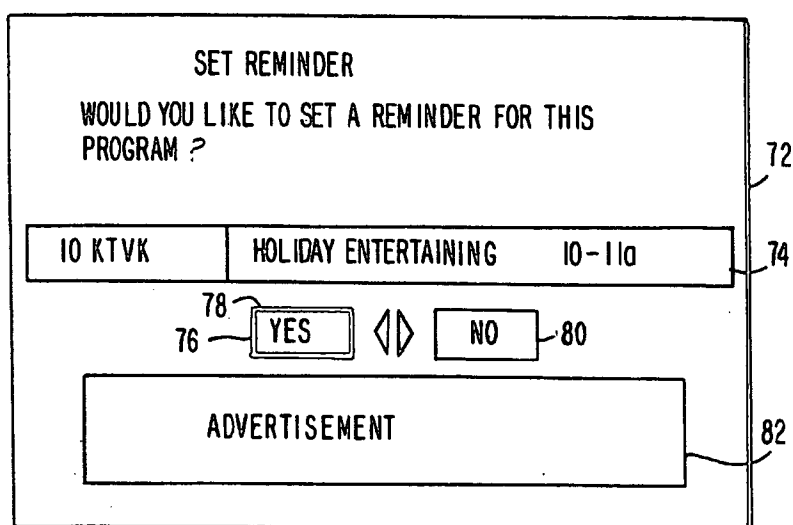 SET REMINDER
WOULD YOU LIKE TO SET A REMINDER FOR THIS
PROGRAM ?
72
10 KTVK HOLIDAY ENTERTAINING 10-11a
74
78
76 YES NO 80
ADVERTISEMENT
82